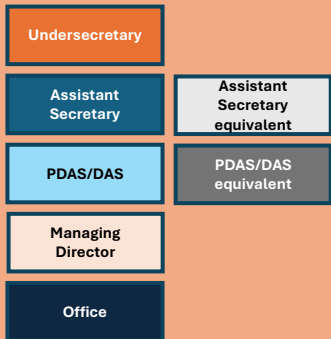 Undersecretary
Assistant
Secretary
Assistant
Secretary
equivalent
PDAS/DAS
PDAS/DAS
equivalent
Managing
Director
Office